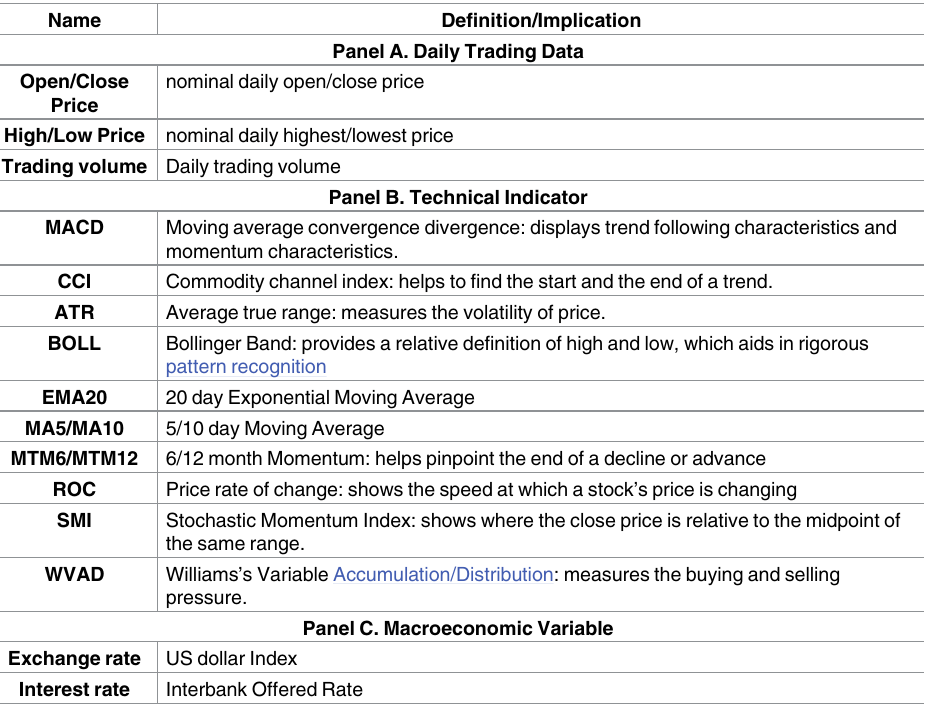 Name Definition/Implication
Panel A. Daily Trading Data
Open/Close nominal daily open/close price
Price
High/Low Price nominal daily highest/lowest price
Trading volume Daily trading volume
Panel B. Technical Indicator
MACD Moving average convergence divergence: displays trend following characteristics and
momentum characteristics.
CCI Commodity channel index: helps to find the start and the end of a trend.
ATR Average true range: measures the volatility of price.
BOLL Bollinger Band: provides a relative definition of high and low, which aids in rigorous
pattern recognition
EMA20 20 day Exponential Moving Average
MA5/MA10 5/10 day Moving Average
MTM6/MTM12 6/12 month Momentum: helps pinpoint the end of a decline or advance
ROC Price rate of change: shows the speed at which a stock's price is changing
SMI Stochastic Momentum Index: shows where the close price is relative to the midpoint of
the same range.
WVAD Williams's Variable Accumulation/Distribution: measures the buying and selling
pressure.
Panel C. Macroeconomic Variable
Exchange rate US dollar Index
Interest rate Interbank Offered Rate